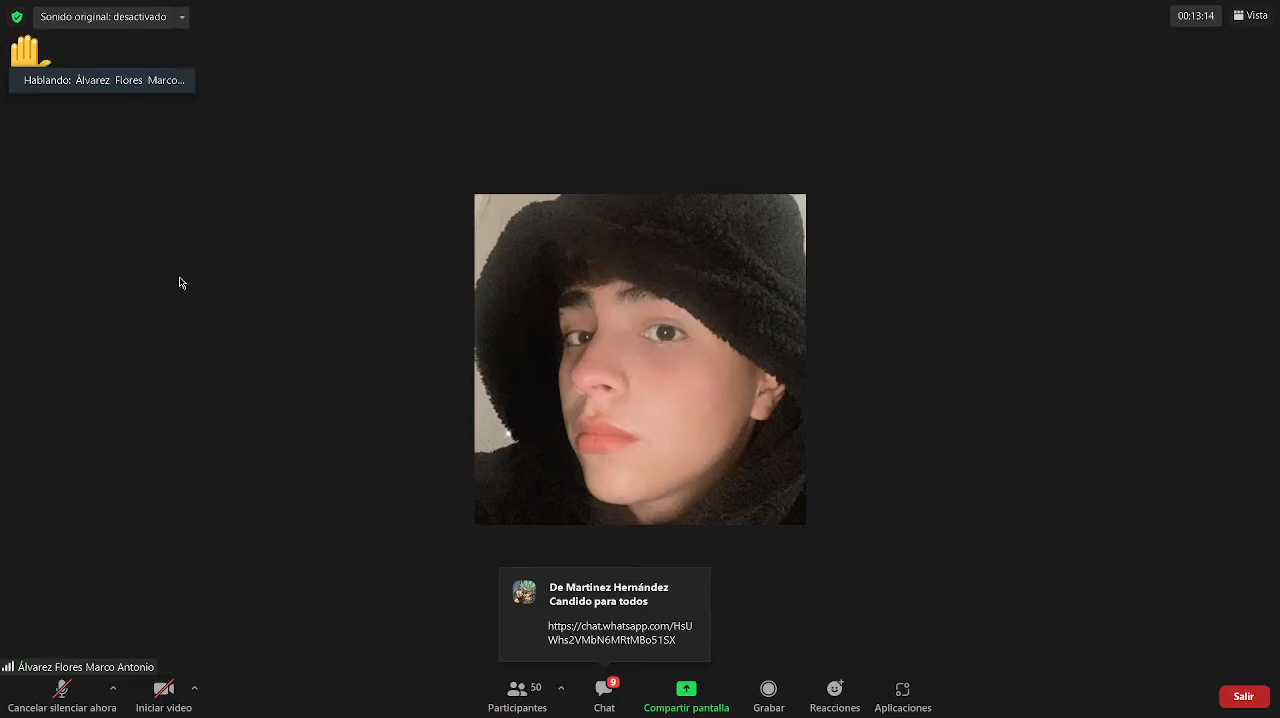 Sonido original: desactivado
00:13:14
Vista
Hablando: Álvarez Flores Marco...
De Martinez Hernández
Candido para todos
https://chat.whatsapp.com/HsU
Whs2VMbN6MRtMBo51SX
Álvarez Flores Marco Antonio
Cancelar silenciar ahora
Iniciar video
50
Participantes
9
Chat
Compartir pantalla
Grabar
Reacciones
Aplicaciones
Salir